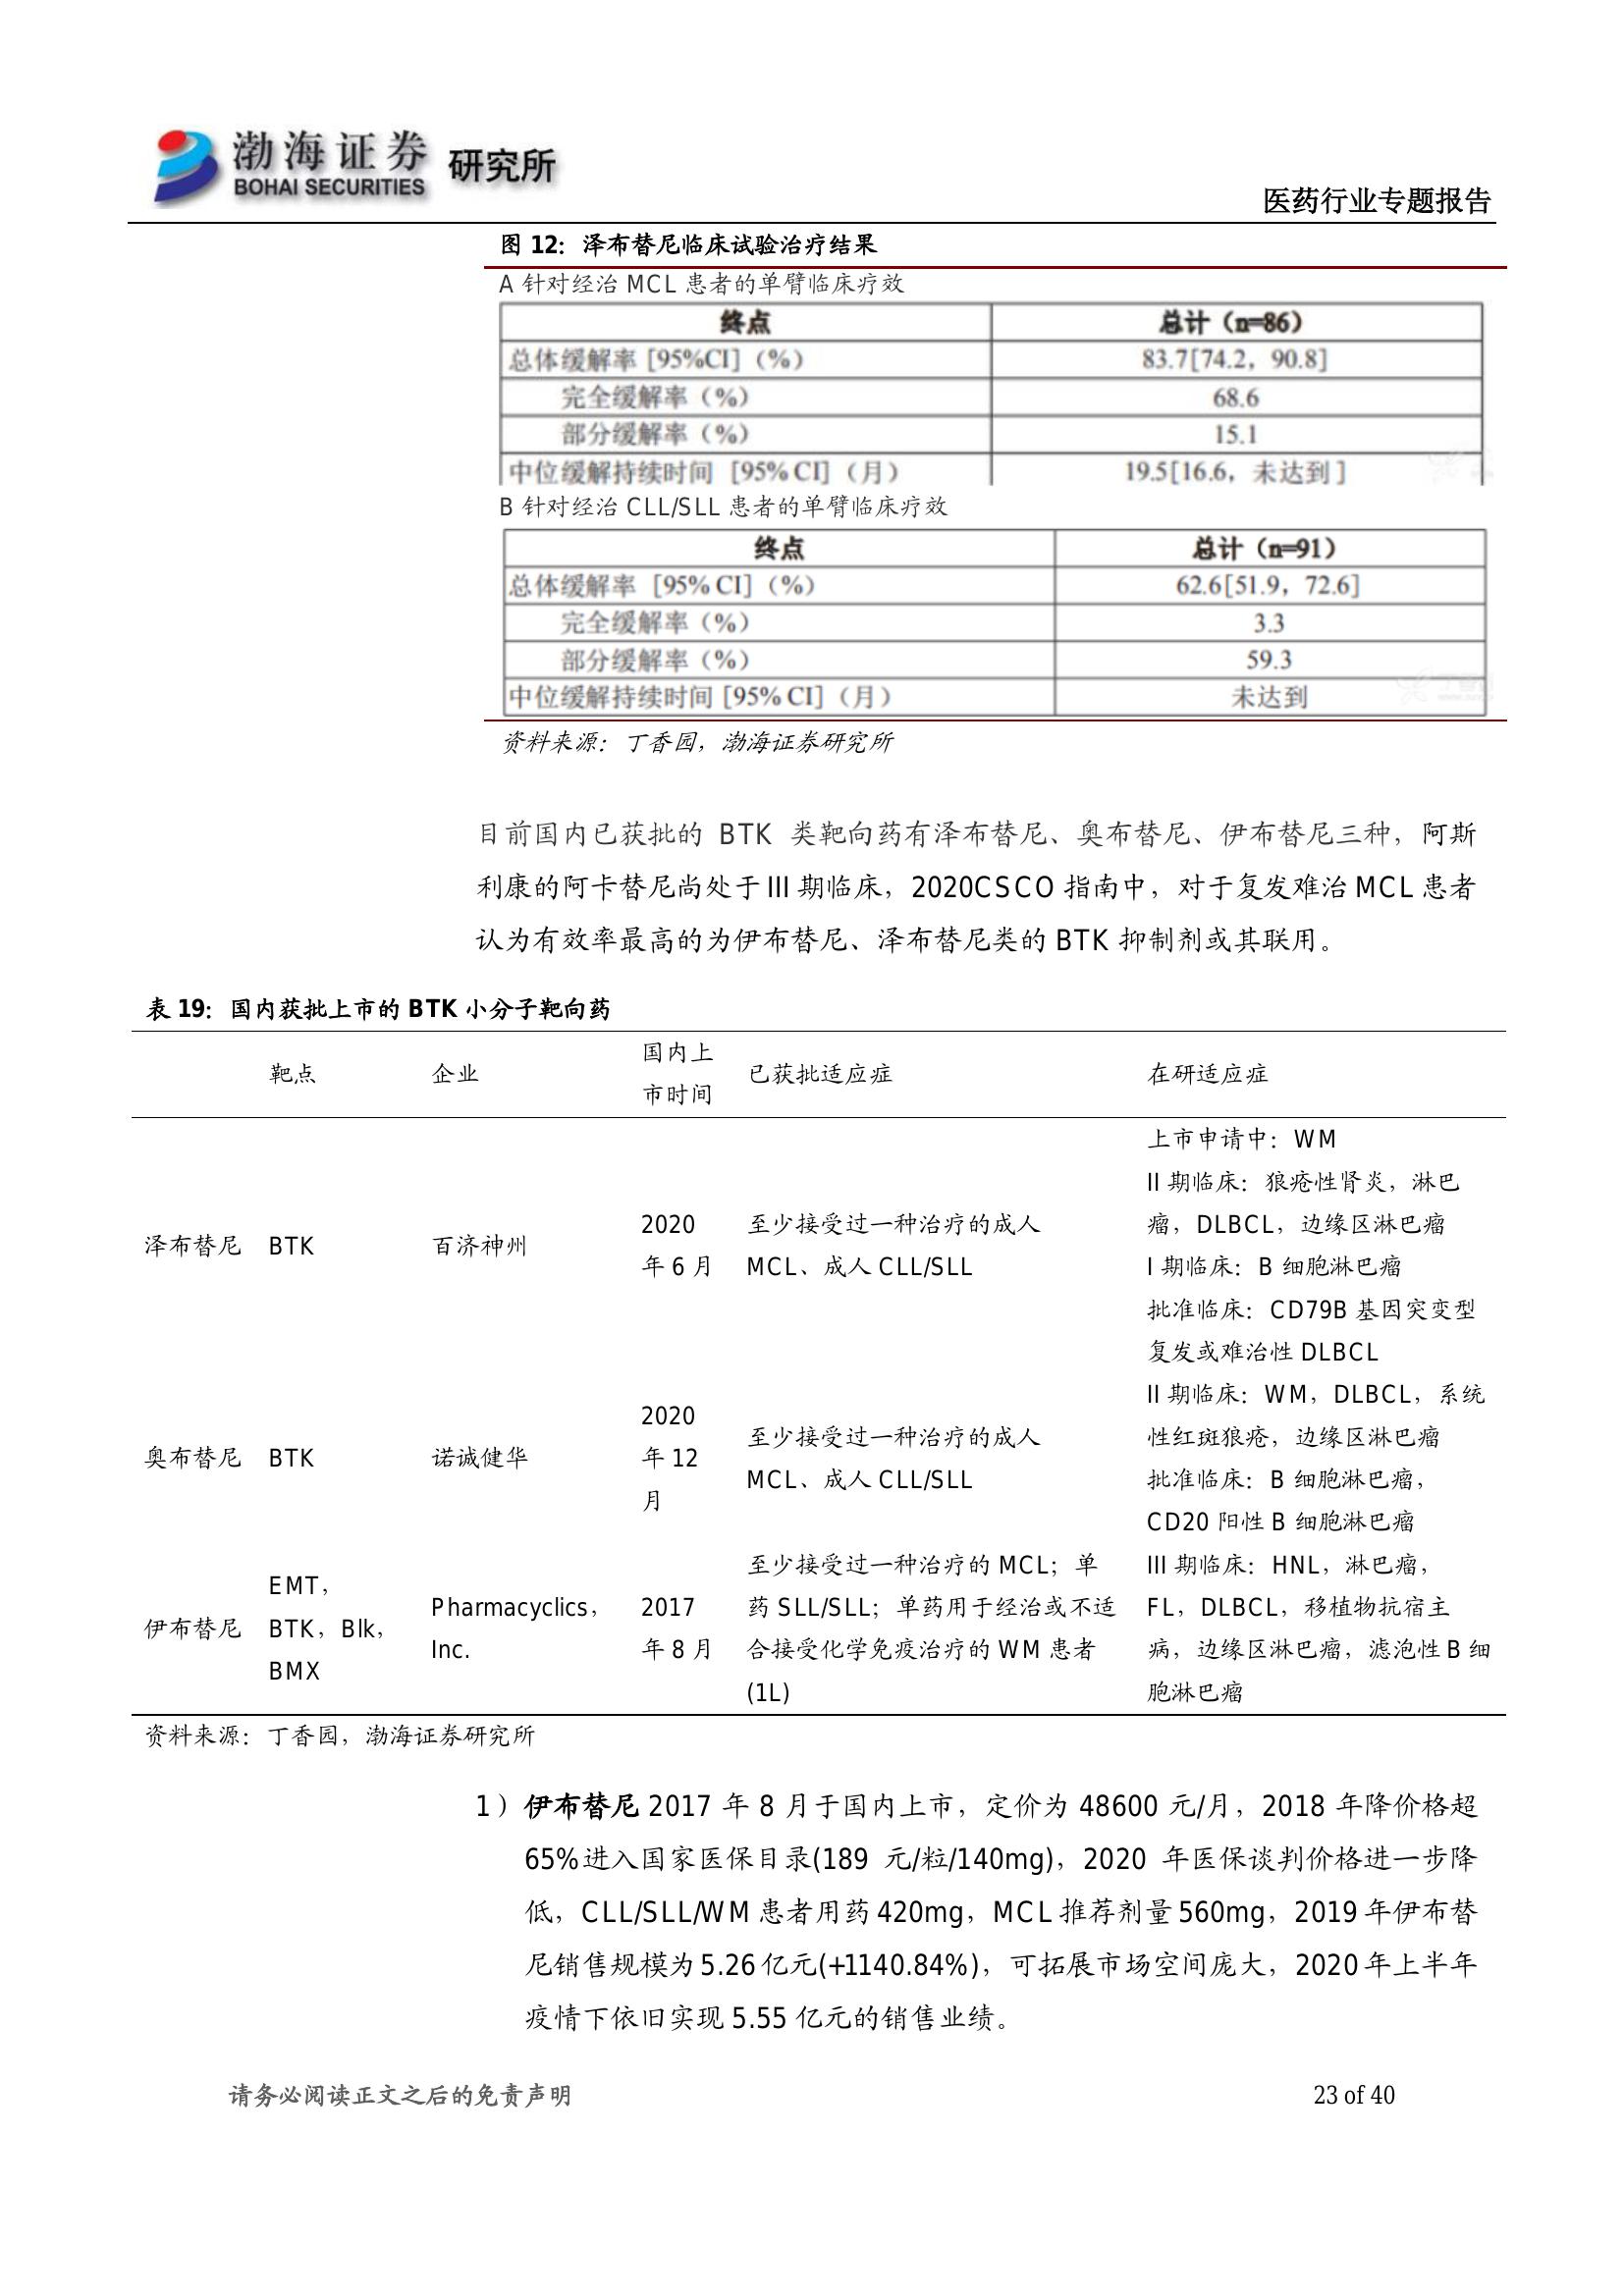 渤海证券 研究所
BOHAI SECURITIES
医药行业专题报告
图 12：泽布替尼临床试验治疗结果
A 针对经治 MCL 患者的单臂临床疗效
终点 总计（n=86）
总体缓解率 [95%CI]（%） 83.7[74.2，90.8]
完全缓解率（%） 68.6
部分缓解率（%） 15.1
中位缓解持续时间 [95% CI]（月） 19.5[16.6，未达到]
B 针对经治 CLL/SLL 患者的单臂临床疗效
终点 总计（n=91）
总体缓解率 [95% CI]（%） 62.6[51.9，72.6]
完全缓解率（%） 3.3
部分缓解率（%） 59.3
中位缓解持续时间 [95% CI]（月） 未达到
资料来源：丁香园，渤海证券研究所
目前国内已获批的 BTK 类靶向药有泽布替尼、奥布替尼、伊布替尼三种，阿斯
利康的阿卡替尼尚处于 III 期临床，2020CSCO 指南中，对于复发难治 MCL 患者
认为有效率最高的为伊布替尼、泽布替尼类的 BTK 抑制剂或其联用。
表 19：国内获批上市的 BTK 小分子靶向药
靶点 企业 国内上
市时间 已获批适应症 在研适应症
泽布替尼 BTK 百济神州 2020
年 6 月 至少接受过一种治疗的成人
MCL、成人 CLL/SLL 上市申请中：WM
II 期临床：狼疮性肾炎，淋巴
瘤，DLBCL，边缘区淋巴瘤
I 期临床：B 细胞淋巴瘤
批准临床：CD79B 基因突变型
复发或难治性 DLBCL
奥布替尼 BTK 诺诚健华 2020
年 12
月 至少接受过一种治疗的成人
MCL、成人 CLL/SLL II 期临床：WM，DLBCL，系统
性红斑狼疮，边缘区淋巴瘤
批准临床：B 细胞淋巴瘤，
CD20 阳性 B 细胞淋巴瘤
伊布替尼 EMT，
BTK，Blk，
BMX Pharmacyclics，
Inc. 2017
年 8 月 至少接受过一种治疗的 MCL；单
药 SLL/SLL；单药用于经治或不适
合接受化学免疫治疗的 WM 患者
(1L) III 期临床：HNL，淋巴瘤，
FL，DLBCL，移植物抗宿主
病，边缘区淋巴瘤，滤泡性 B 细
胞淋巴瘤
资料来源：丁香园，渤海证券研究所
1）伊布替尼 2017 年 8 月于国内上市，定价为 48600 元/月，2018 年降价格超
65%进入国家医保目录(189 元/粒/140mg)，2020 年医保谈判价格进一步降
低，CLL/SLL/WM 患者用药 420mg，MCL 推荐剂量 560mg，2019 年伊布替
尼销售规模为 5.26 亿元(+1140.84%)，可拓展市场空间庞大，2020 年上半年
疫情下依旧实现 5.55 亿元的销售业绩。
请务必阅读正文之后的免责声明 23 of 40